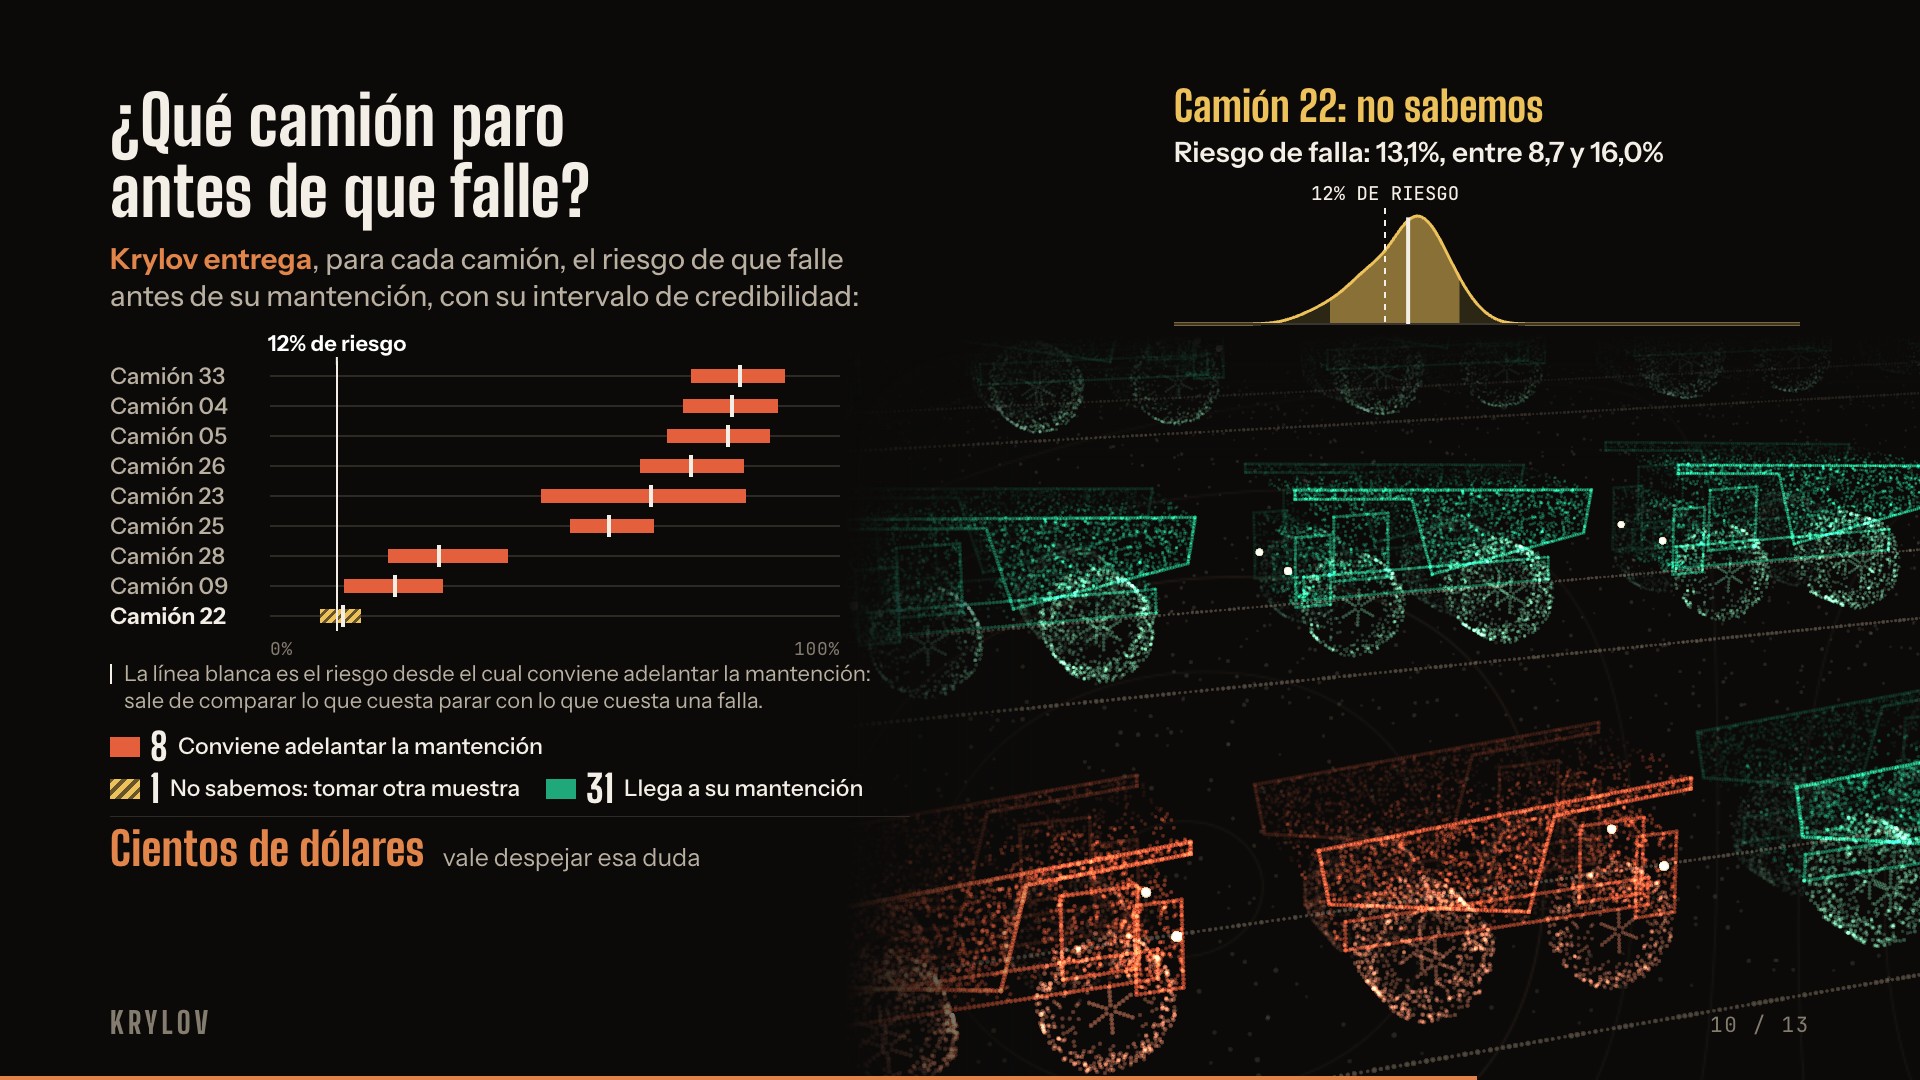 ¿Qué camión paro
antes de que falle?
Krylov entrega, para cada camión, el riesgo de que falle
antes de su mantención, con su intervalo de credibilidad:
12% de riesgo
Camión 33
Camión 04
Camión 05
Camión 26
Camión 23
Camión 25
Camión 28
Camión 09
Camión 22
0% 100%
La línea blanca es el riesgo desde el cual conviene adelantar la mantención:
sale de comparar lo que cuesta parar con lo que cuesta una falla.
8 Conviene adelantar la mantención
1 No sabemos: tomar otra muestra 31 Llega a su mantención
Cientos de dólares vale despejar esa duda
Camión 22: no sabemos
Riesgo de falla: 13,1%, entre 8,7 y 16,0%
12% DE RIESGO
KRYLOV
10 / 13